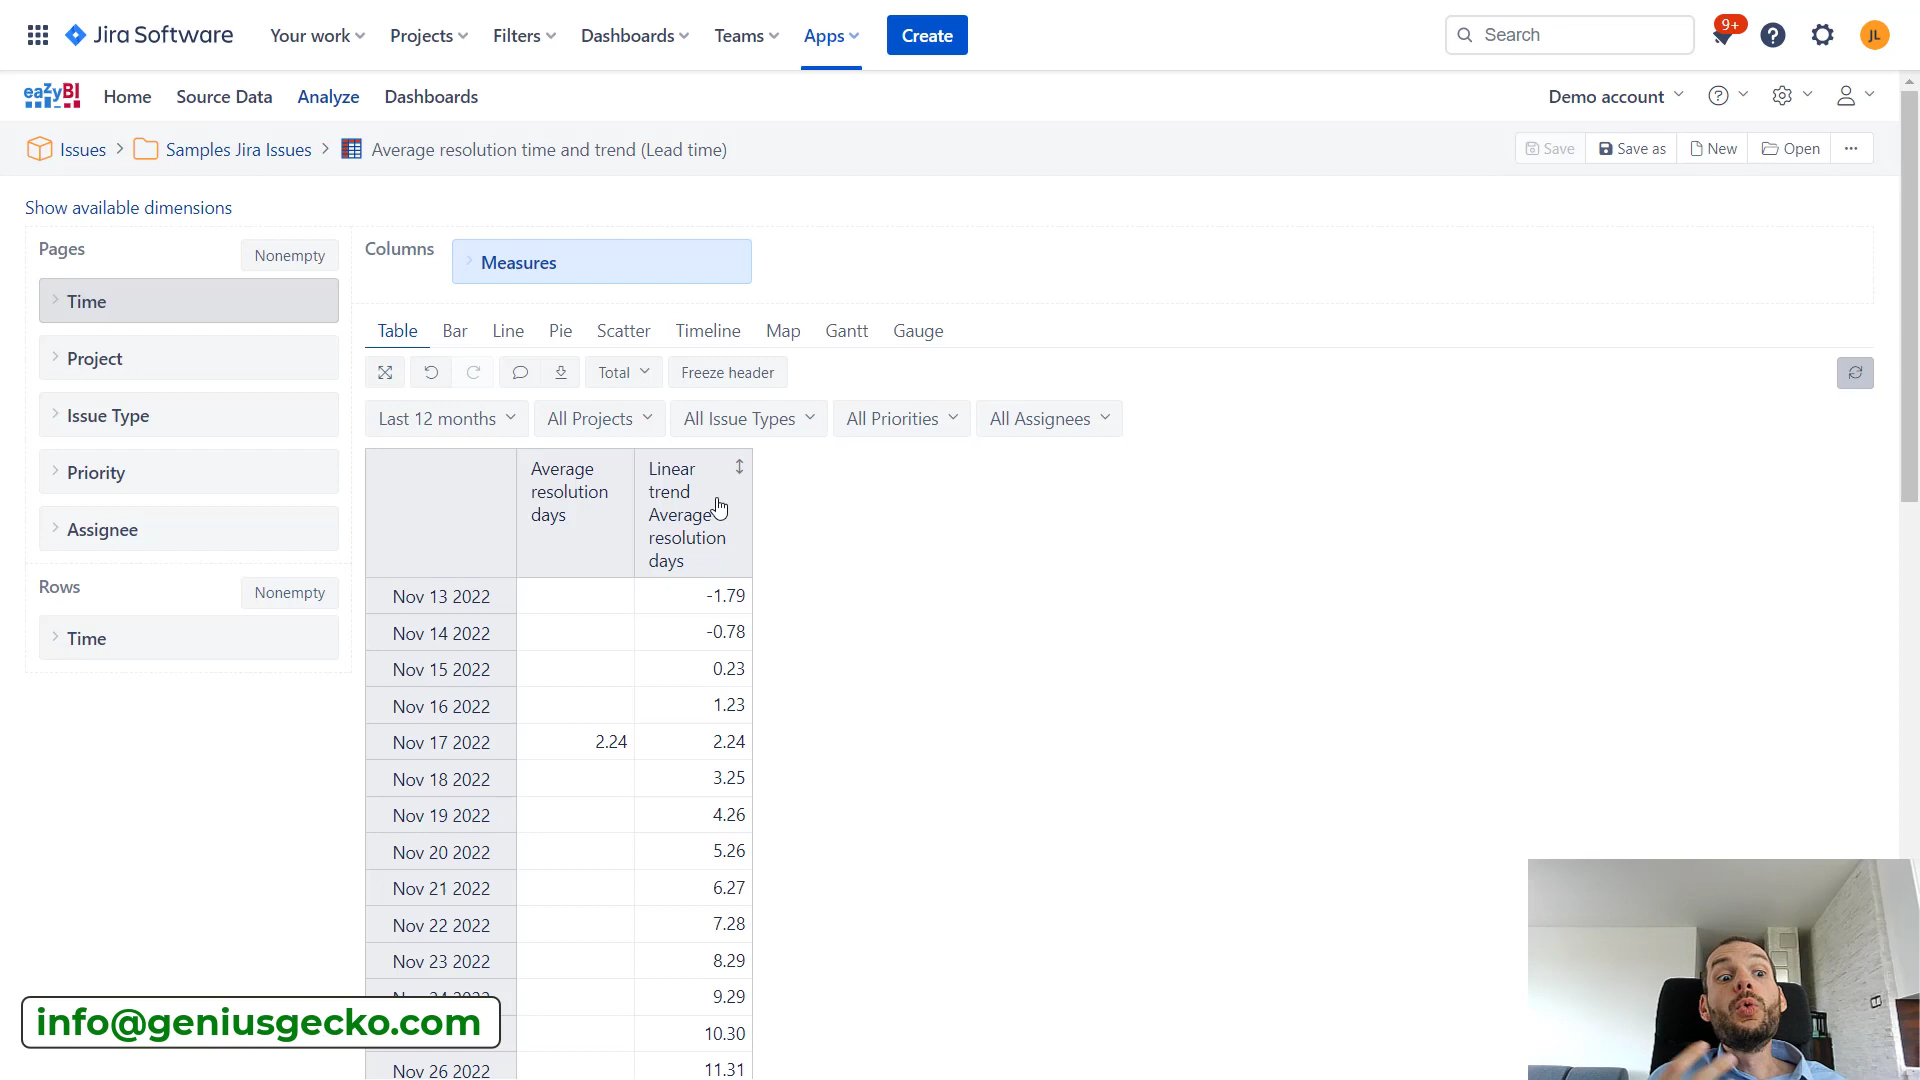 Jira Software Your work Projects Filters Dashboards Teams Apps Create Search 9+ ? JL
eazyBI Home Source Data Analyze Dashboards Demo account ?
Issues > Samples Jira Issues > Average resolution time and trend (Lead time) Save Save as New Open ...
Show available dimensions
Pages Nonempty Columns Measures
Time
Project
Issue Type
Priority
Assignee
Rows Nonempty
Time
Table Bar Line Pie Scatter Timeline Map Gantt Gauge
Total Freeze header
Last 12 months All Projects All Issue Types All Priorities All Assignees
Average resolution days
Linear trend Average resolution days
Nov 13 2022 -1.79
Nov 14 2022 -0.78
Nov 15 2022 0.23
Nov 16 2022 1.23
Nov 17 2022 2.24 2.24
Nov 18 2022 3.25
Nov 19 2022 4.26
Nov 20 2022 5.26
Nov 21 2022 6.27
Nov 22 2022 7.28
Nov 23 2022 8.29
9.29
10.30
Nov 26 2022 11.31
info@geniusgecko.com